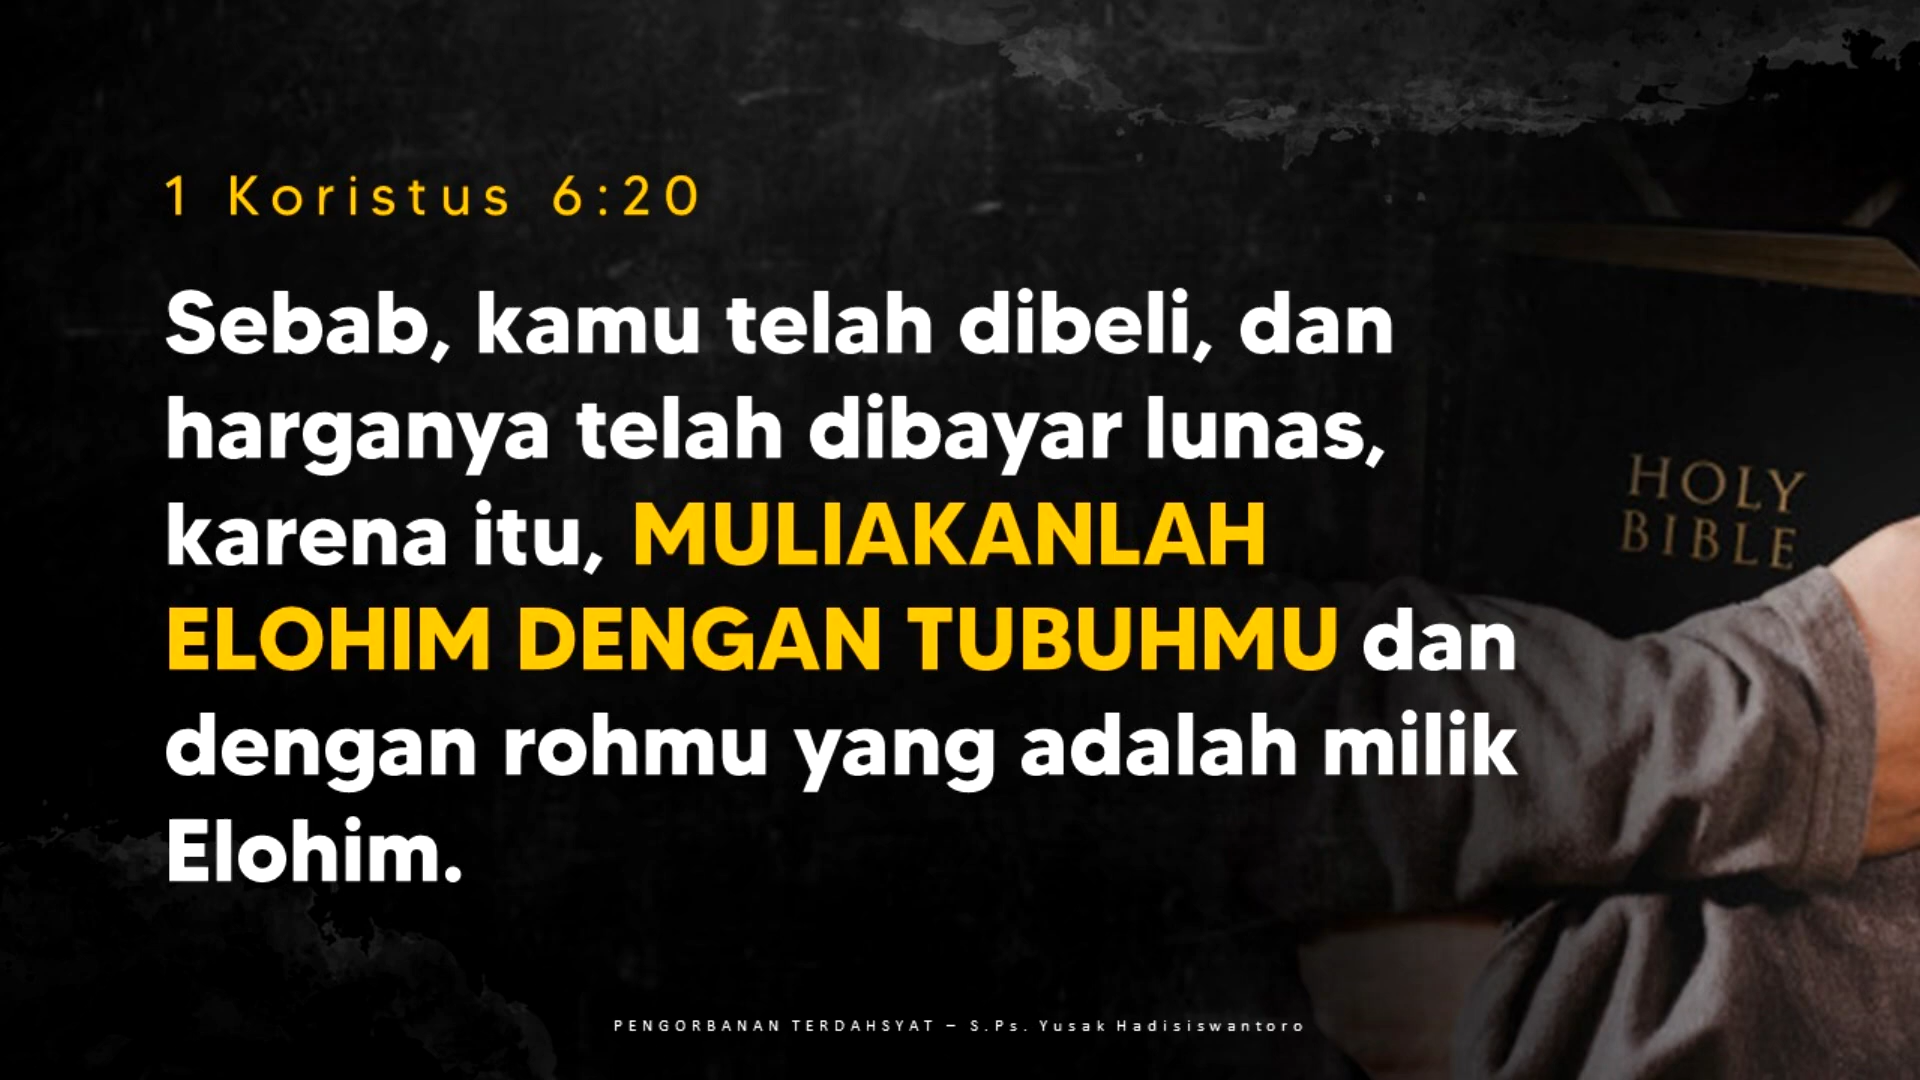 1 Koristus 6:20
Sebab, kamu telah dibeli, dan
harganya telah dibayar lunas,
karena itu, MULIAKANLAH
ELOHIM DENGAN TUBUHMU dan
dengan rohmu yang adalah milik
Elohim.
HOLY
BIBLE
PENGORBANAN TERDAHSYAT – S.Ps. Yusak Hadisiswantoro